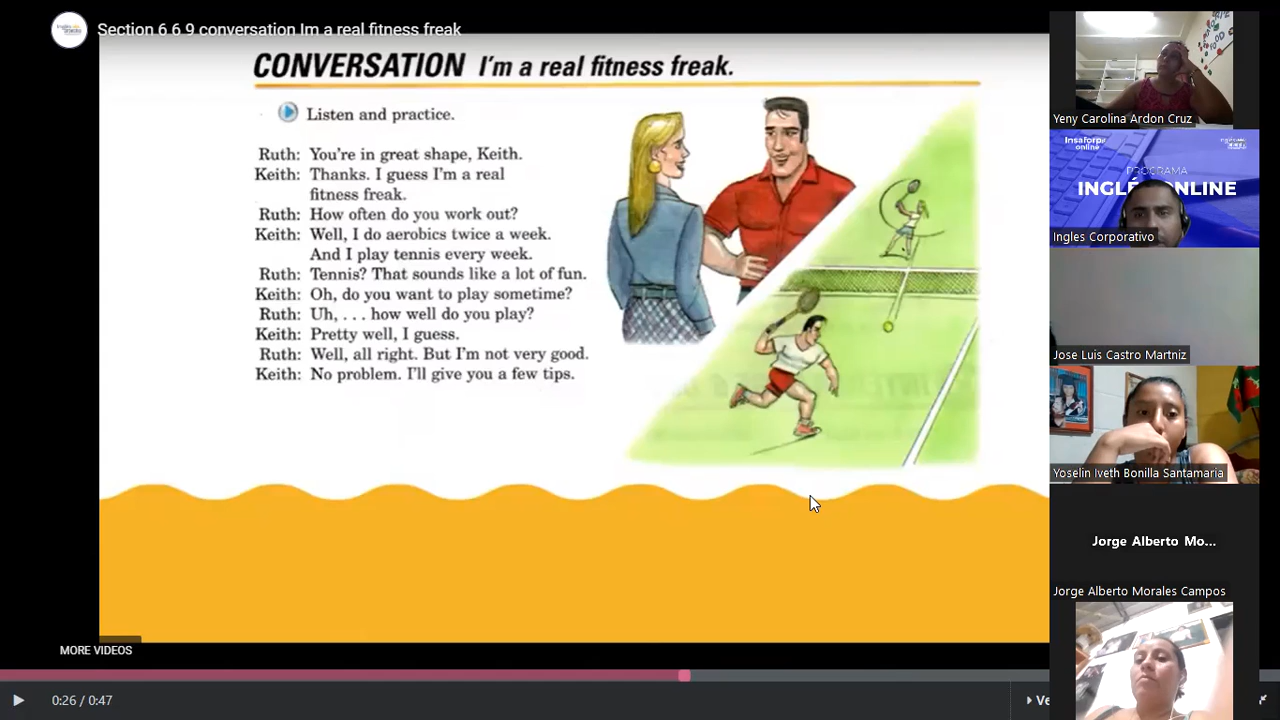 Section 6 6 9 conversation Im a real fitness freak
CONVERSATION I'm a real fitness freak.
Listen and practice.
Ruth: You're in great shape, Keith.
Keith: Thanks. I guess I'm a real
fitness freak.
Ruth: How often do you work out?
Keith: Well, I do aerobics twice a week.
And I play tennis every week.
Ruth: Tennis? That sounds like a lot of fun.
Keith: Oh, do you want to play sometime?
Ruth: Uh, . . . how well do you play?
Keith: Pretty well, I guess.
Ruth: Well, all right. But I'm not very good.
Keith: No problem. I'll give you a few tips.
MORE VIDEOS
0:26 / 0:47
Ve
Yeny Carolina Ardon Cruz
Insaforp
online
PROGRAMA
INGLÉS ONLINE
Ingles Corporativo
Jose Luis Castro Martniz
Yoselin Iveth Bonilla Santamaria
Jorge Alberto Mo...
Jorge Alberto Morales Campos